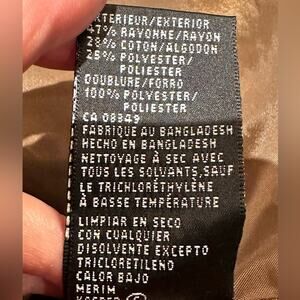 EXTERIEUR/EXTERIOR
47% RAYONNE/RAYON
28% COTON/ALGODON
25% POLYESTER/
POLIESTER
DOUBLURE/FORRO
100% POLYESTER/
POLIESTER
CA 08349
FABRIQUE AU BANGLADESH
HECHO EN BANGLADESH
NETTOYAGE À SEC AVEC
TOUS LES SOLVANTS,SAUF
LE TRICHLORETHYLÈNE
À BASSE TEMPÉRATURE
LIMPIAR EN SECO
CON CUALQUIER
DISOLVENTE EXCEPTO
TRICLORETILENO
CALOR BAJO
MERIM